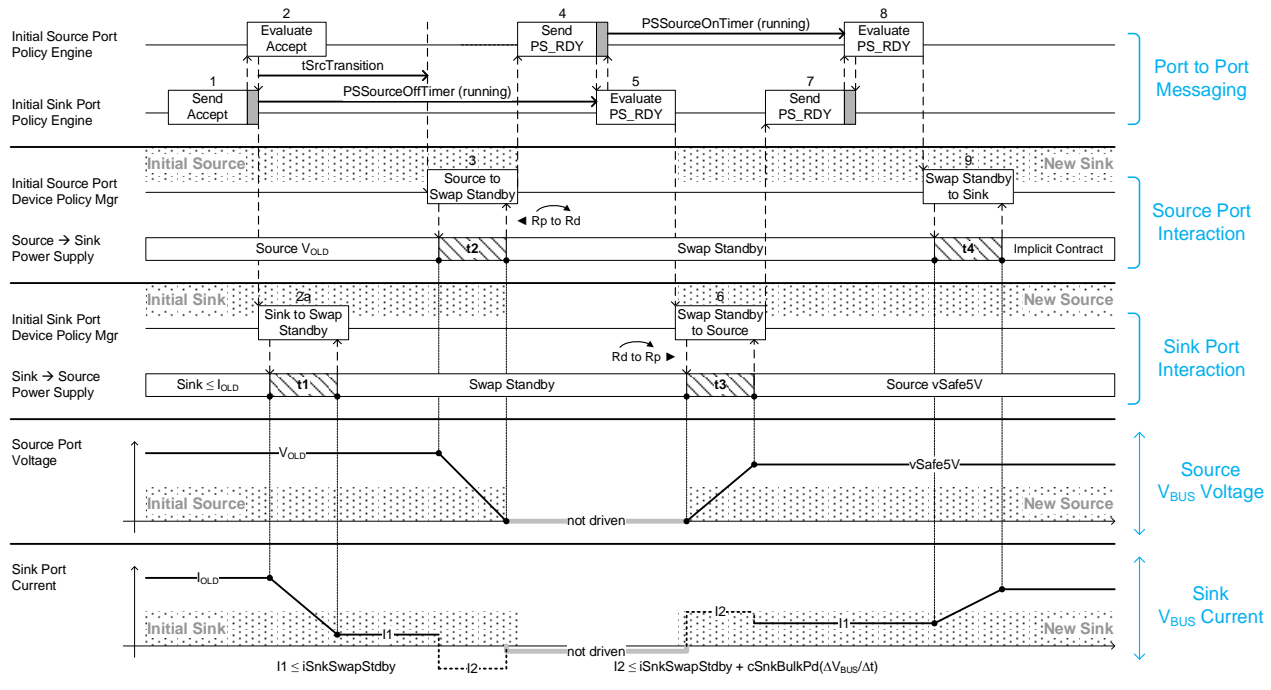 2
4
8
Initial Source Port
Policy Engine
Evaluate
Accept
Send
PS_RDY
PSSourceOnTimer (running)
Evaluate
PS_RDY
tSrcTransition
1
5
7
Port to Port
Messaging
Initial Sink Port
Policy Engine
Send
Accept
PSSourceOffTimer (running)
Evaluate
PS_RDY
Send
PS_RDY
Initial Source
New Sink
3
9
Initial Source Port
Device Policy Mgr
Source to
Swap Standby
Swap Standby
to Sink
◄ Rp to Rd
Source Port
Interaction
Source → Sink
Power Supply
Source VOLD
t2
Swap Standby
t4
Implicit Contract
Initial Sink
New Source
2a
6
Initial Sink Port
Device Policy Mgr
Sink to Swap
Standby
Swap Standby
to Source
Rd to Rp ►
Sink Port
Interaction
Sink → Source
Power Supply
Sink ≤ IOLD
t1
Swap Standby
t3
Source vSafe5V
Source Port
Voltage
VOLD
vSafe5V
Initial Source
New Source
not driven
Source
VBUS Voltage
Sink Port
Current
IOLD
I1
I2
I2
I1
Initial Sink
New Sink
not driven
I1 ≤ iSnkSwapStdby
I2 ≤ iSnkSwapStdby + cSnkBulkPd(ΔVBUS/Δt)
Sink
VBUS Current